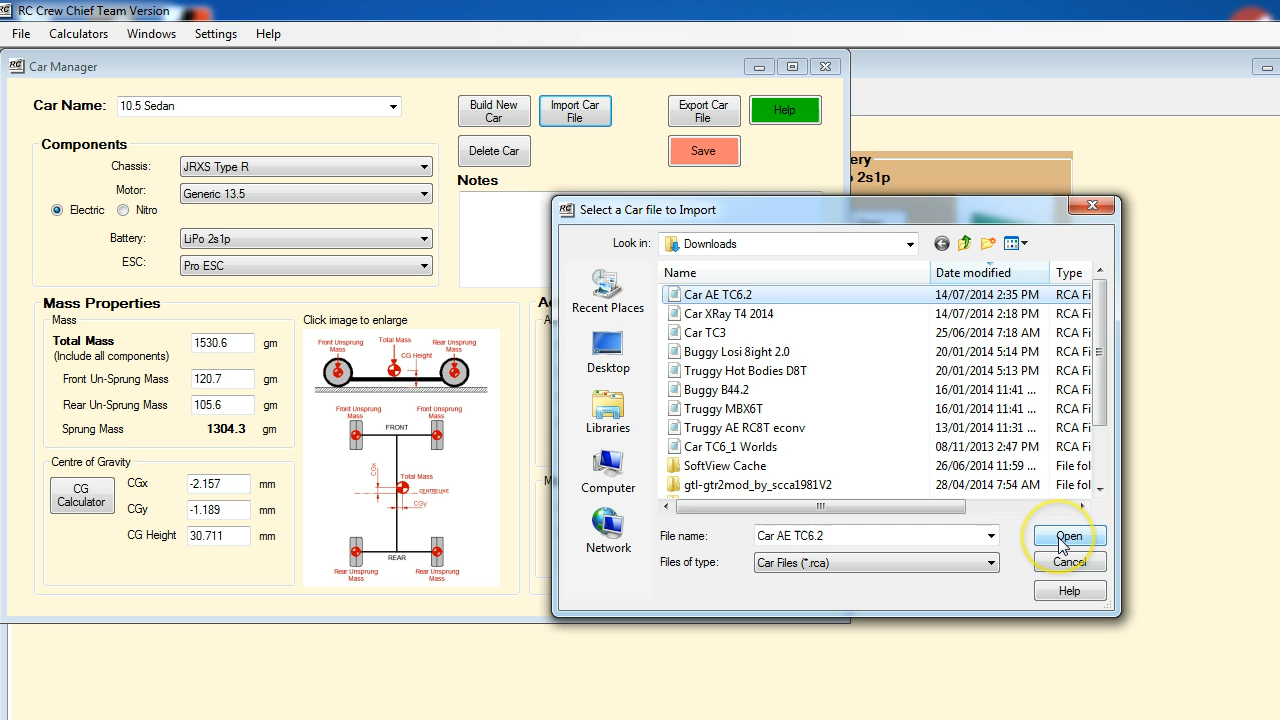 RC Crew Chief Team Version
File Calculators Windows Settings Help
RC Car Manager
Car Name: 10.5 Sedan
Build New Car
Import Car File
Export Car File
Help
Delete Car
Save
Components
Chassis: JRXS Type R
Motor: Generic 13.5
Electric Nitro
Battery: LiPo 2s1p
ESC: Pro ESC
Notes
ery
2s1p
Mass Properties
Mass
Total Mass 1530.6 gm
(Include all components)
Front Un-Sprung Mass 120.7 gm
Rear Un-Sprung Mass 105.6 gm
Sprung Mass 1304.3 gm
Centre of Gravity
CG Calculator
CGx -2.157 mm
CGy -1.189 mm
CG Height 30.711 mm
Click image to enlarge
Front Unsprung Mass
Total Mass
Rear Unsprung Mass
CG Height
Front Unsprung Mass
Front Unsprung Mass
FRONT
CGx
Total Mass
CENTRE LINE
CGy
REAR
Rear Unsprung Mass
Rear Unsprung Mass
RC Select a Car file to Import
Look in: Downloads
Recent Places
Desktop
Libraries
Computer
Network
Name Date modified Type
Car AE TC6.2 14/07/2014 2:35 PM RCA Fi
Car XRay T4 2014 14/07/2014 2:18 PM RCA Fi
Car TC3 25/06/2014 7:18 AM RCA Fi
Buggy Losi 8ight 2.0 20/01/2014 5:14 PM RCA Fi
Truggy Hot Bodies D8T 20/01/2014 5:13 PM RCA Fi
Buggy B44.2 16/01/2014 11:41 ... RCA Fi
Truggy MBX6T 16/01/2014 11:41 ... RCA Fi
Truggy AE RC8T econv 13/01/2014 11:31 ... RCA Fi
Car TC6_1 Worlds 08/11/2013 2:47 PM RCA Fi
SoftView Cache 26/06/2014 11:59 ... File fol
gtl-gtr2mod_by_scca1981V2 28/04/2014 7:54 AM File fol
File name: Car AE TC6.2
Open
Files of type: Car Files (*.rca)
Cancel
Help